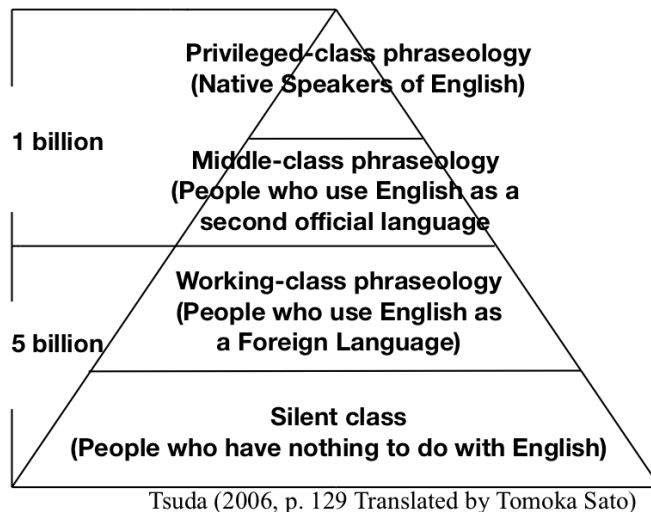 Privileged-class phraseology
(Native Speakers of English)
1 billion
Middle-class phraseology
(People who use English as a
second official language
Working-class phraseology
(People who use English as
a Foreign Language)
5 billion
Silent class
(People who have nothing to do with English)
Tsuda (2006, p. 129 Translated by Tomoka Sato)